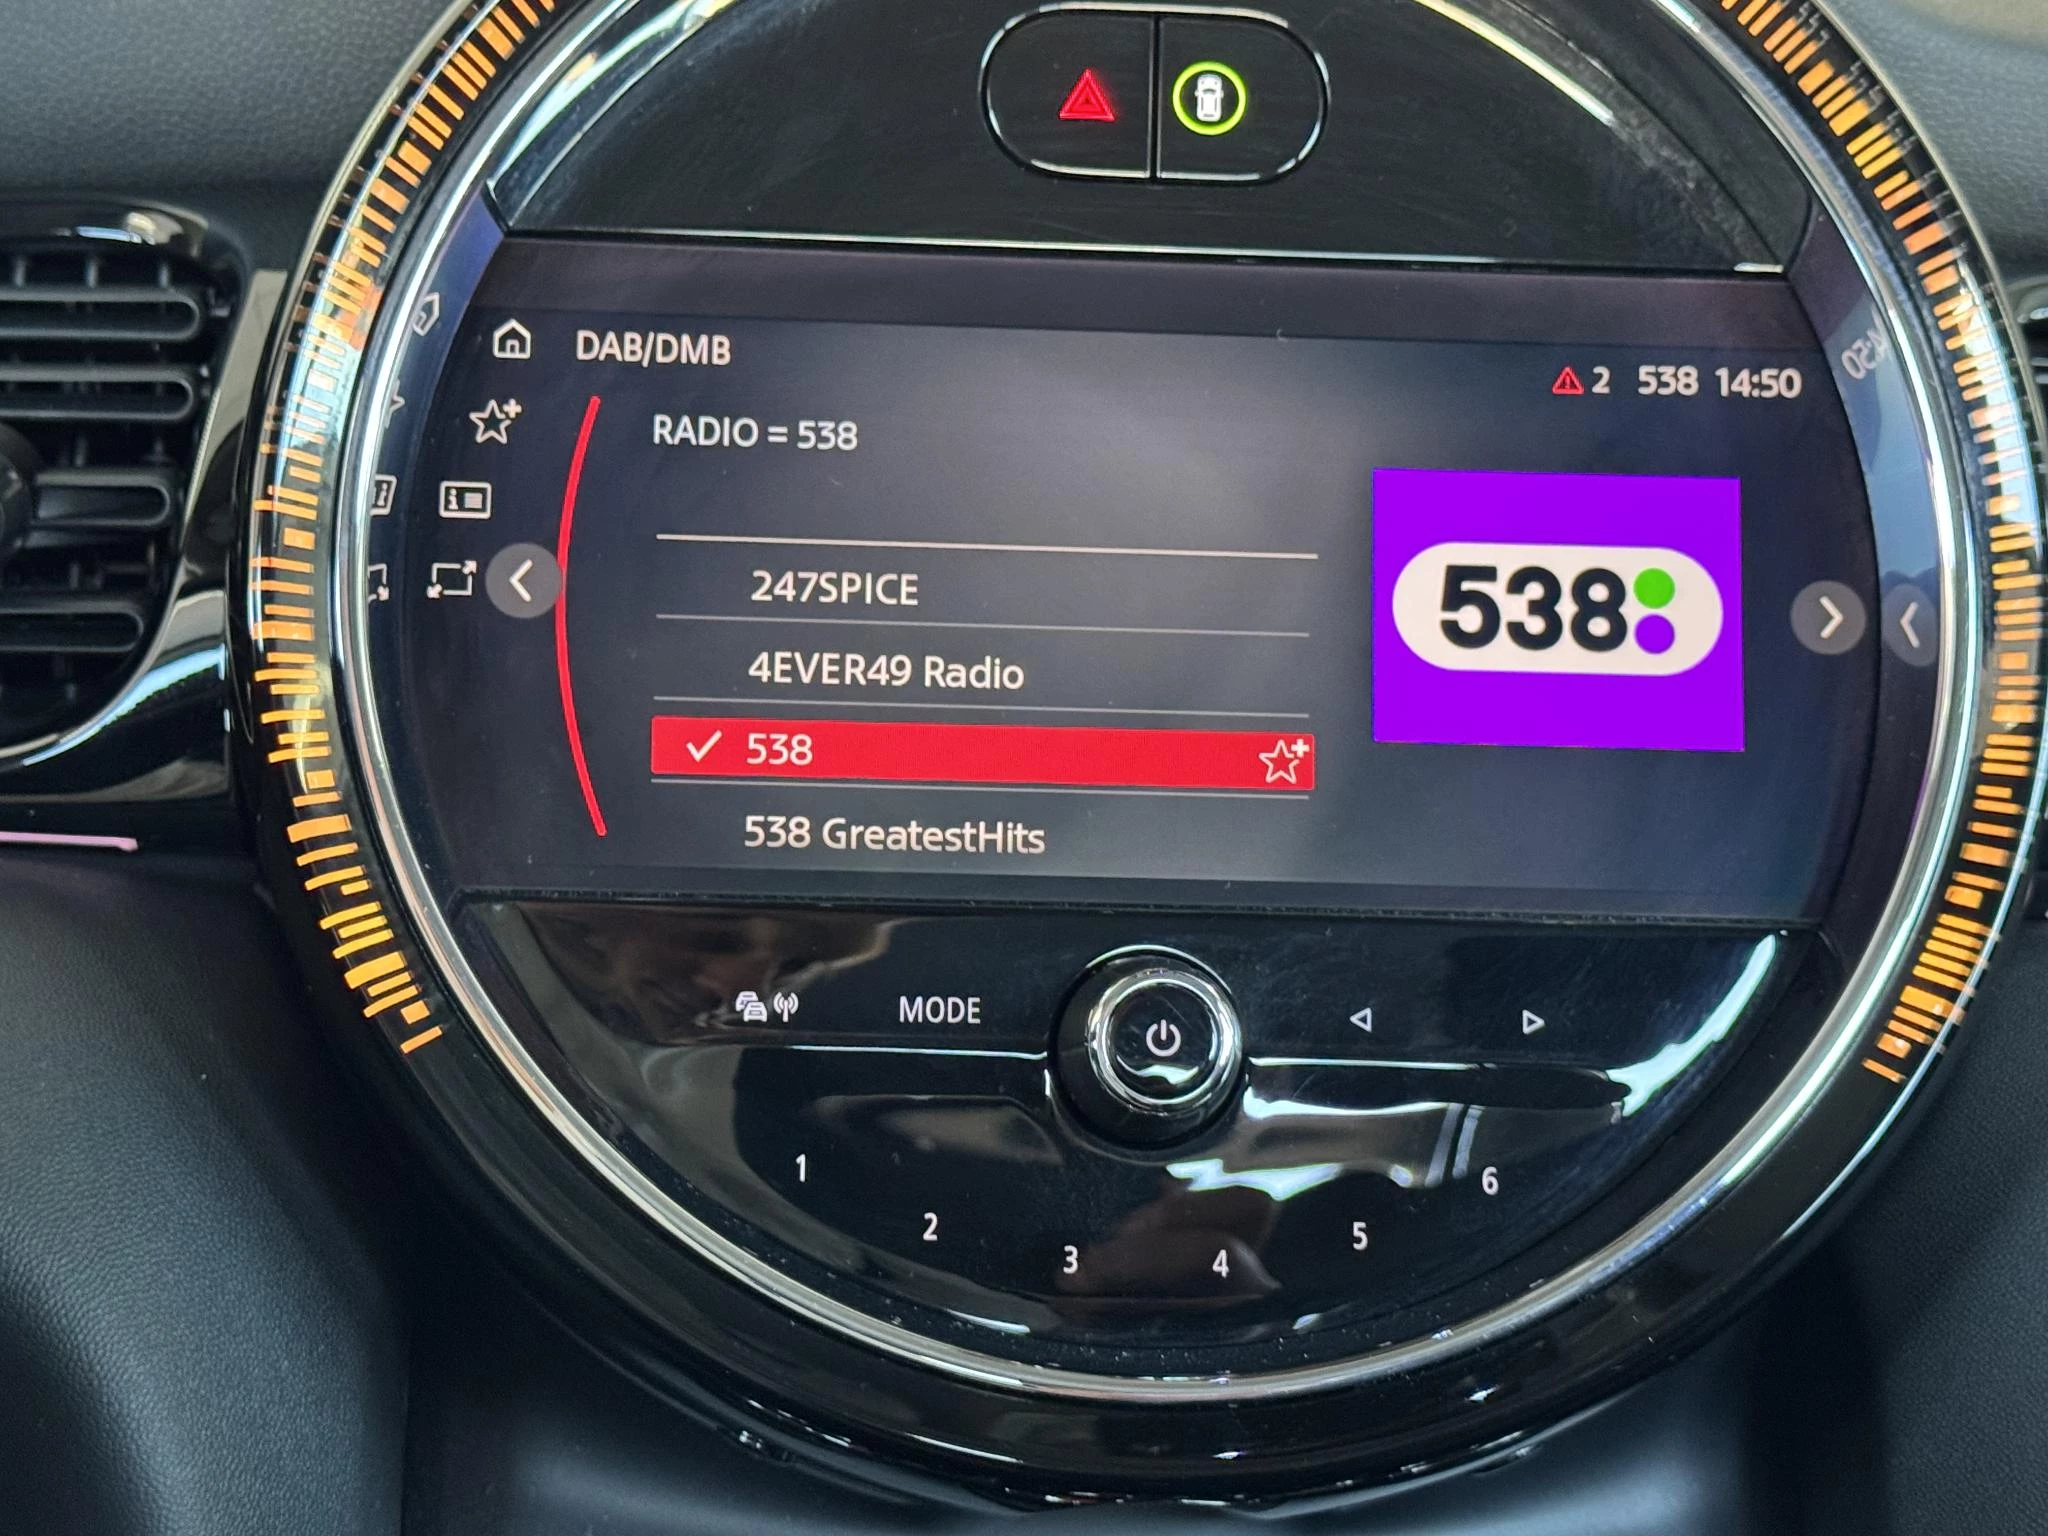 DAB/DMB
2 538 14:50
RADIO = 538
247SPICE
4EVER49 Radio
538
538 GreatestHits
538
MODE
1
2
3
4
5
6